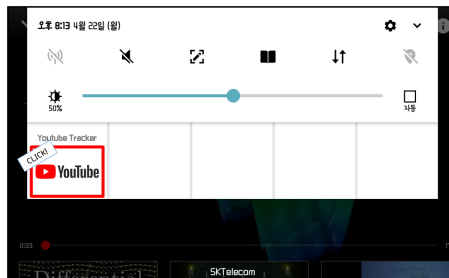 오후 8:13 4월 22일 (월)
50%
자동
Youtube Tracker
CLICK!
YouTube
0:03
Differential
SKTelecom